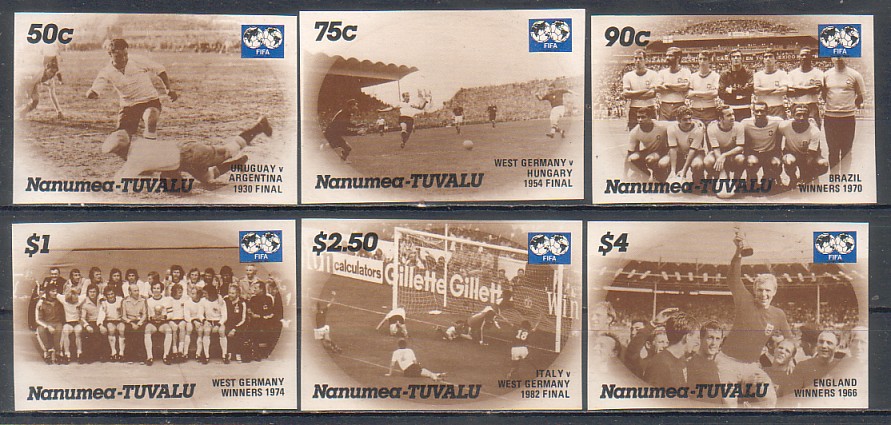 50c
FIFA
URUGUAY v
ARGENTINA
1930 FINAL
Nanumea-TUVALU
75c
FIFA
WEST GERMANY v
HUNGARY
1954 FINAL
Nanumea-TUVALU
90c
FIFA
BRAZIL
WINNERS 1970
Nanumea-TUVALU
$1
FIFA
WEST GERMANY
WINNERS 1974
Nanumea-TUVALU
$2.50
FIFA
calculators Gillette Gillett
18
ITALY v
WEST GERMANY
1982 FINAL
Nanumea-TUVALU
$4
FIFA
ENGLAND
WINNERS 1966
Nanumea-TUVALU